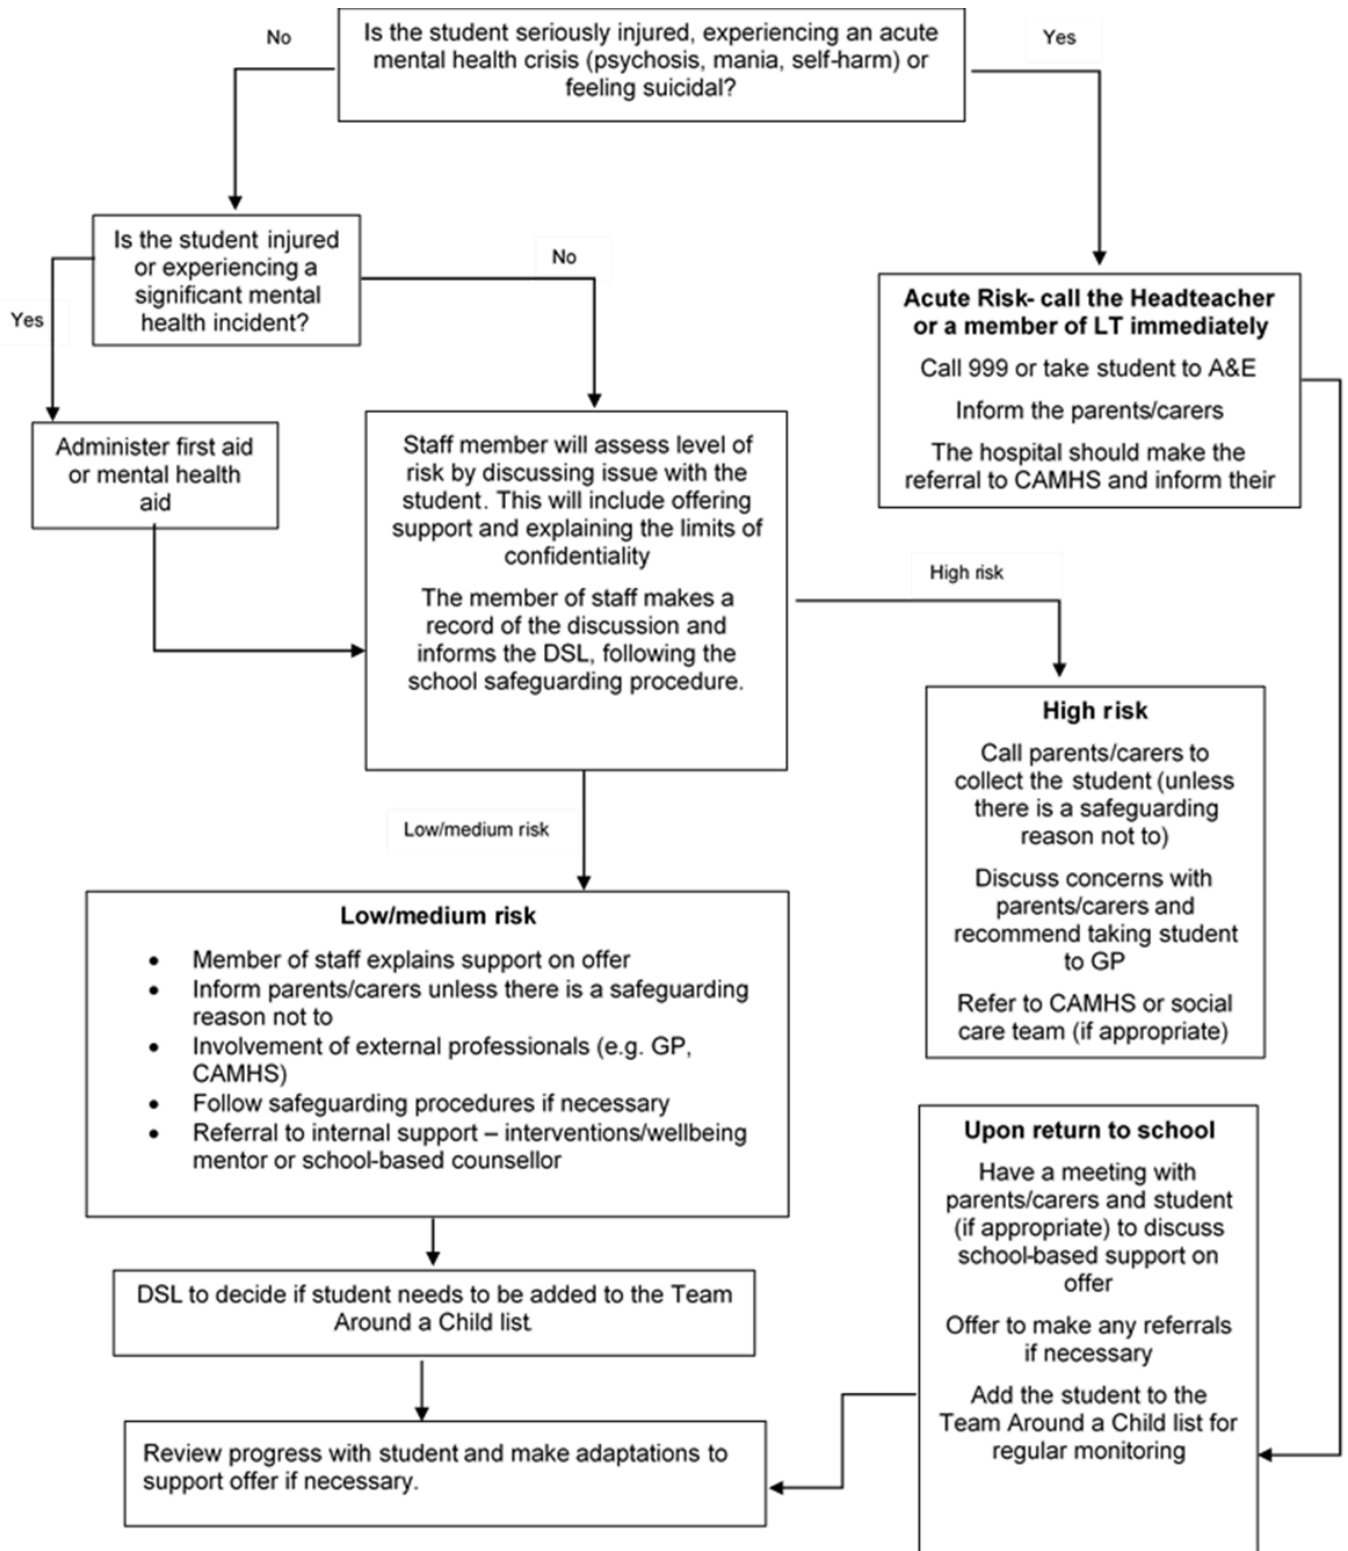 Is the student seriously injured, experiencing an acute
mental health crisis (psychosis, mania, self-harm) or
feeling suicidal?
No
Yes
Is the student injured
or experiencing a
significant mental
health incident?
No
Yes
Acute Risk- call the Headteacher
or a member of LT immediately
Call 999 or take student to A&E
Inform the parents/carers
The hospital should make the
referral to CAMHS and inform their
Administer first aid
or mental health
aid
Staff member will assess level of
risk by discussing issue with the
student. This will include offering
support and explaining the limits of
confidentiality
The member of staff makes a
record of the discussion and
informs the DSL, following the
school safeguarding procedure.
High risk
High risk
Call parents/carers to
collect the student (unless
there is a safeguarding
reason not to)
Discuss concerns with
parents/carers and
recommend taking student
to GP
Refer to CAMHS or social
care team (if appropriate)
Low/medium risk
Low/medium risk
• Member of staff explains support on offer
• Inform parents/carers unless there is a safeguarding
reason not to
• Involvement of external professionals (e.g. GP,
CAMHS)
• Follow safeguarding procedures if necessary
• Referral to internal support – interventions/wellbeing
mentor or school-based counsellor
Upon return to school
Have a meeting with
parents/carers and student
(if appropriate) to discuss
school-based support on
offer
Offer to make any referrals
if necessary
Add the student to the
Team Around a Child list for
regular monitoring
DSL to decide if student needs to be added to the Team
Around a Child list
Review progress with student and make adaptations to
support offer if necessary.